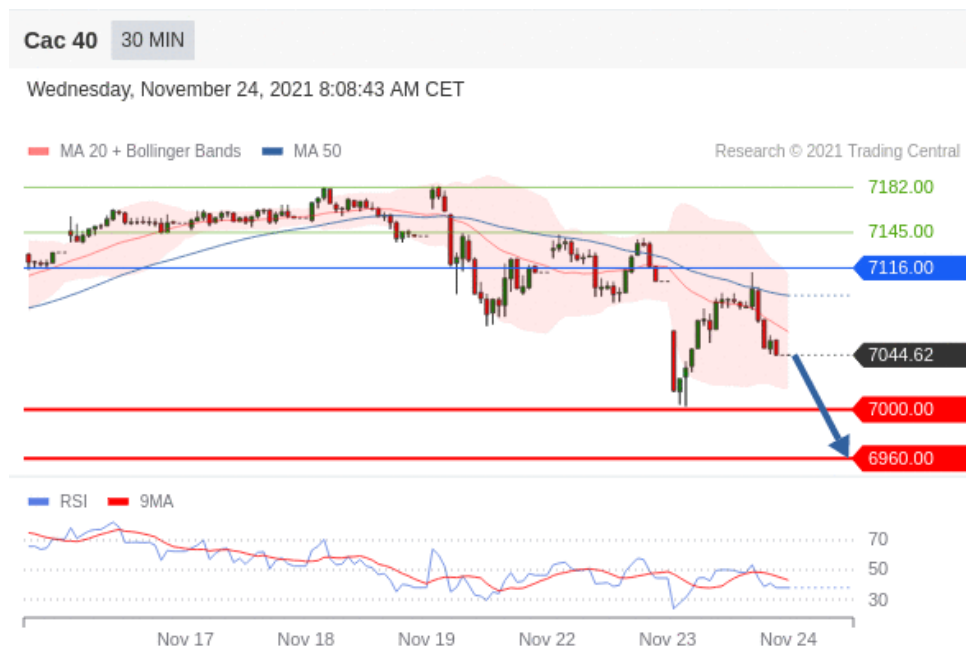 Cac 40 30 MIN
Wednesday, November 24, 2021 8:08:43 AM CET
MA 20 + Bollinger Bands MA 50 Research © 2021 Trading Central
7182.00
7145.00
7116.00
7044.62
7000.00
6960.00
RSI 9MA
70
50
30
Nov 17 Nov 18 Nov 19 Nov 22 Nov 23 Nov 24